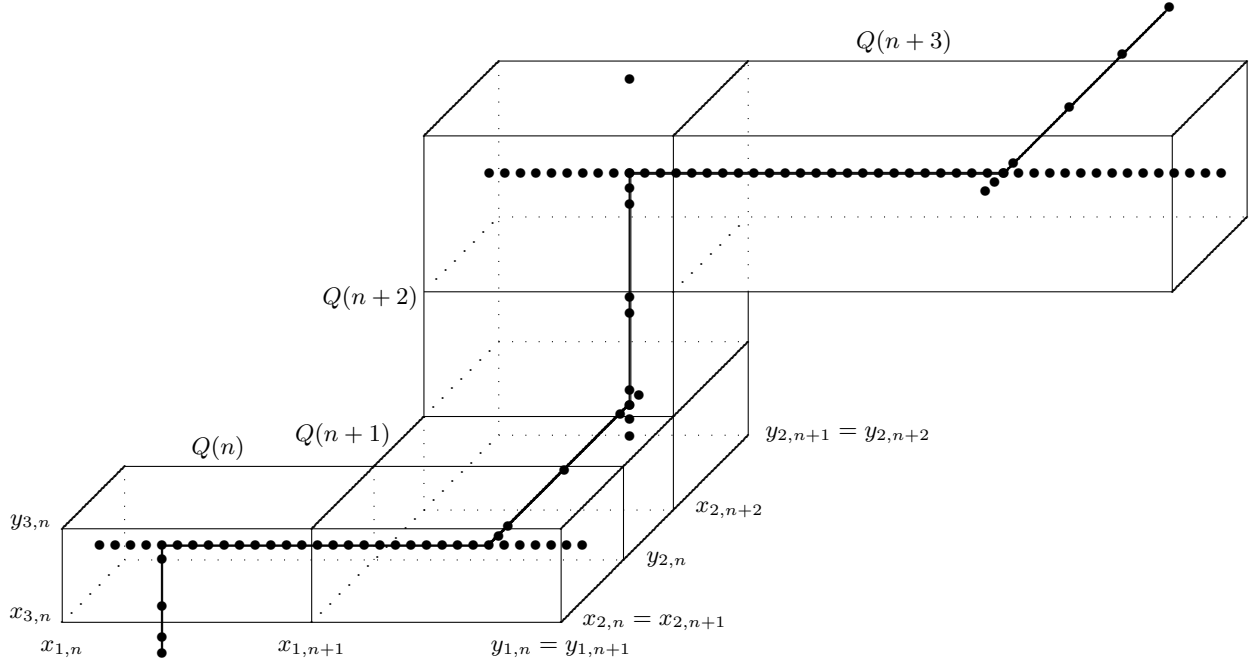 Q(n + 3)
Q(n + 2)
Q(n)
Q(n + 1)
y_{2,n+1} = y_{2,n+2}
y_{3,n}
x_{2,n+2}
y_{2,n}
x_{3,n}
x_{2,n} = x_{2,n+1}
x_{1,n}
x_{1,n+1}
y_{1,n} = y_{1,n+1}